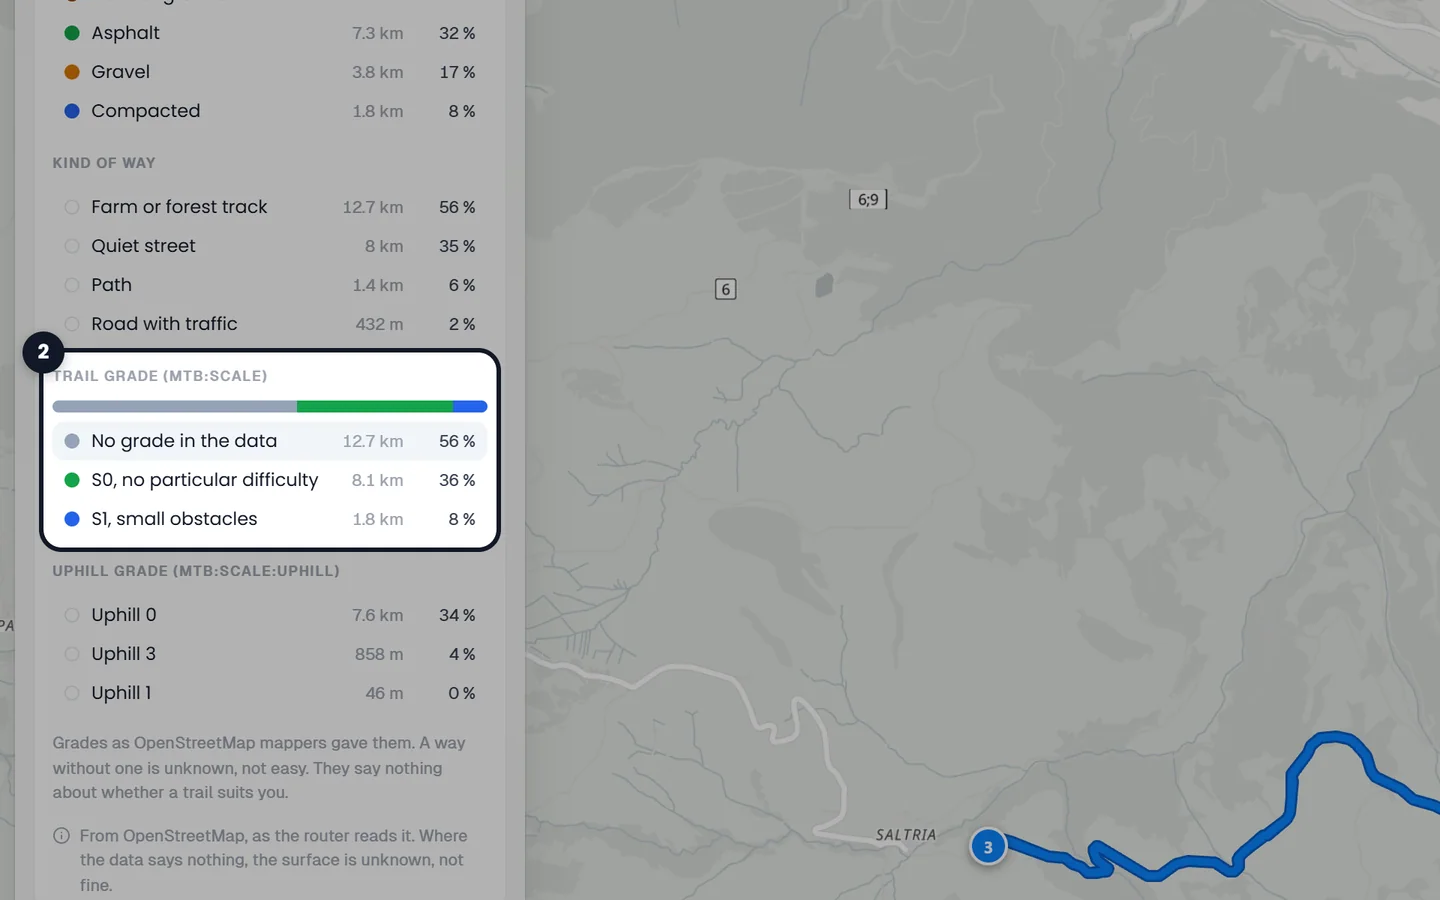 Asphalt 7.3 km 32 %
Gravel 3.8 km 17 %
Compacted 1.8 km 8 %
KIND OF WAY
Farm or forest track 12.7 km 56 %
Quiet street 8 km 35 %
Path 1.4 km 6 %
Road with traffic 432 m 2 %
2
TRAIL GRADE (MTB:SCALE)
No grade in the data 12.7 km 56 %
S0, no particular difficulty 8.1 km 36 %
S1, small obstacles 1.8 km 8 %
UPHILL GRADE (MTB:SCALE:UPHILL)
Uphill 0 7.6 km 34 %
Uphill 3 858 m 4 %
Uphill 1 46 m 0 %
Grades as OpenStreetMap mappers gave them. A way
without one is unknown, not easy. They say nothing
about whether a trail suits you.
From OpenStreetMap, as the router reads it. Where
the data says nothing, the surface is unknown, not
fine.
PA
6;9
6
SALTRIA
3